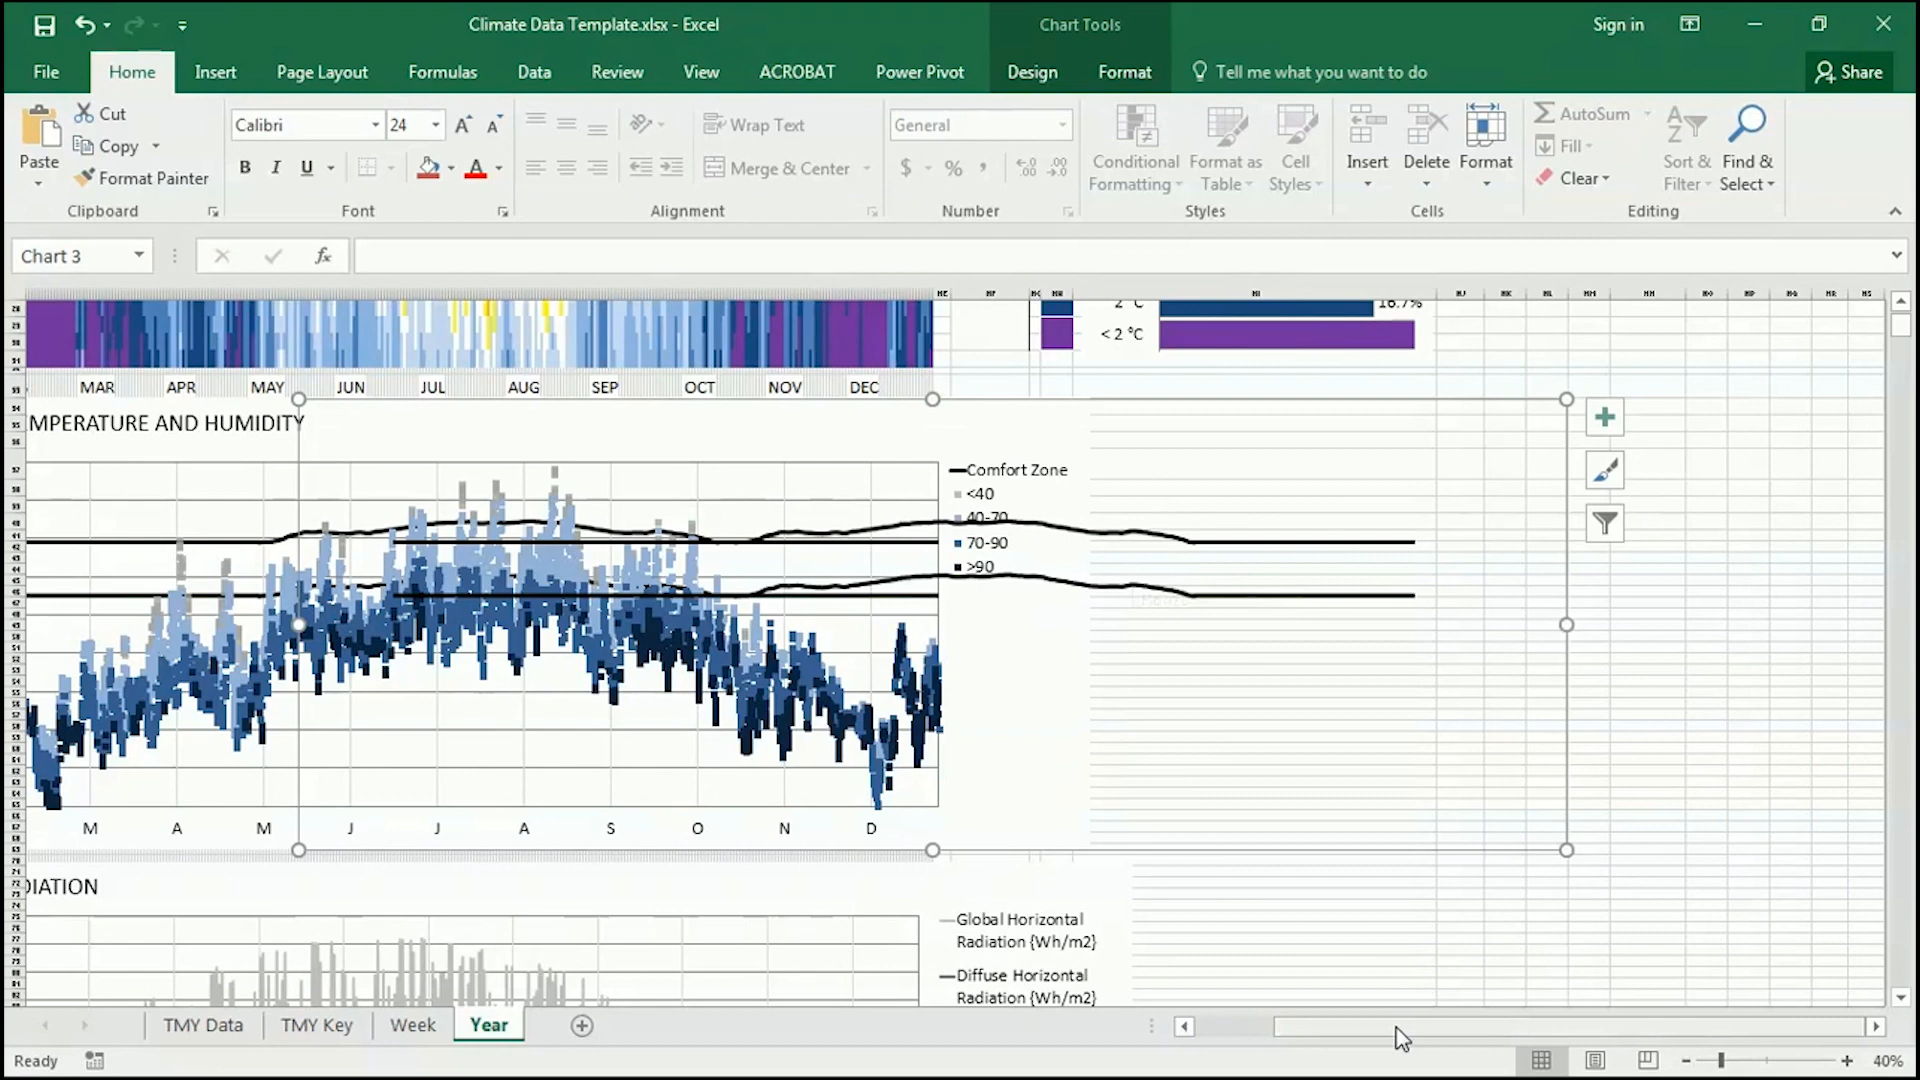 Climate Data Template.xlsx - Excel
Chart Tools
Sign in
File
Home
Insert
Page Layout
Formulas
Data
Review
View
ACROBAT
Power Pivot
Design
Format
Tell me what you want to do
Share
Paste
Cut
Copy
Format Painter
Clipboard
Calibri
24
B I U
Font
Wrap Text
Merge & Center
Alignment
General
$ % ,
Number
Conditional
Formatting
Format as
Table
Cell
Styles
Styles
Insert
Delete
Format
Cells
AutoSum
Fill
Clear
Sort &
Filter
Find &
Select
Editing
Chart 3
fx
2 °C
16.7%
< 2 °C
MAR APR MAY JUN JUL AUG SEP OCT NOV DEC
MPERATURE AND HUMIDITY
Comfort Zone
<40
40-70
70-90
>90
M A M J J A S O N D
DIATION
Global Horizontal
Radiation {Wh/m2}
Diffuse Horizontal
Radiation {Wh/m2}
TMY Data
TMY Key
Week
Year
Ready
40%